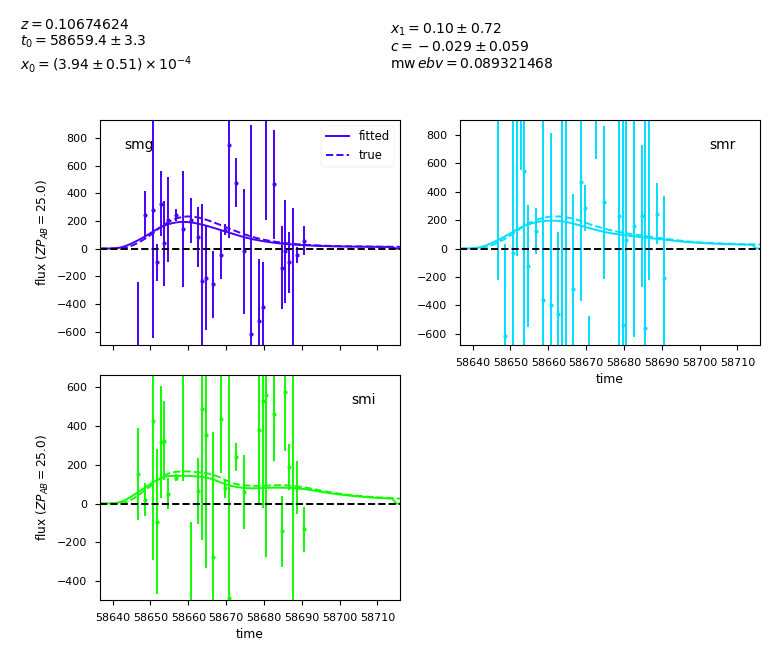 z = 0.10674624
t₀ = 58659.4 ± 3.3
x₀ = (3.94 ± 0.51) × 10⁻⁴
x₁ = 0.10 ± 0.72
c = −0.029 ± 0.059
mw ebv = 0.089321468
smg
fitted
true
800
600
400
200
0
−200
−400
−600
flux (ZP_AB = 25.0)
smr
800
600
400
200
0
−200
−400
−600
58640 58650 58660 58670 58680 58690 58700 58710
time
smi
600
400
200
0
−200
−400
flux (ZP_AB = 25.0)
58640 58650 58660 58670 58680 58690 58700 58710
time